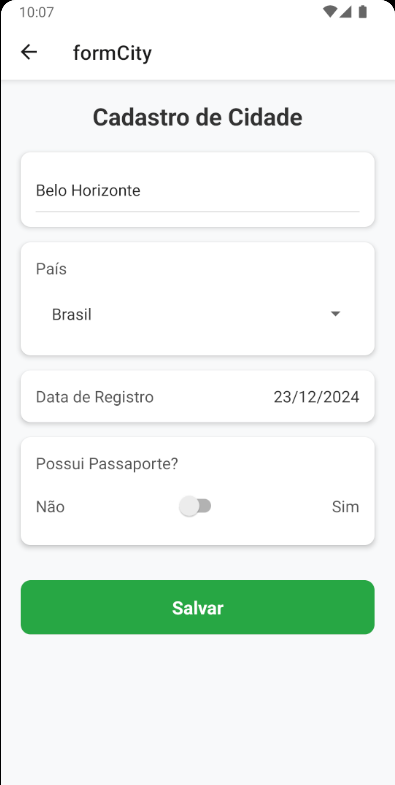 10:07
formCity
Cadastro de Cidade
Belo Horizonte
País
Brasil
Data de Registro 23/12/2024
Possui Passaporte?
Não Sim
Salvar